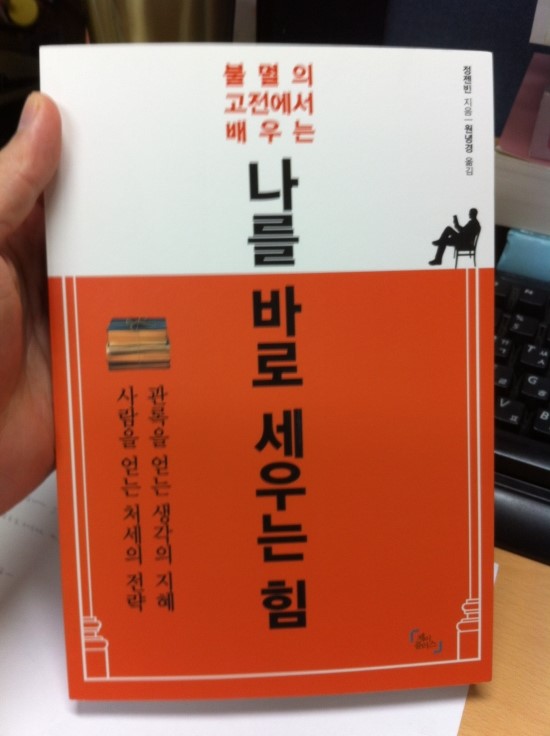 불멸의
고전에서
배우는
나를 바로 세우는 힘
정젠빈 지음 | 원녕경 옮김
관록을 얻는 생각의 지혜
사람을 얻는 처세의 전략